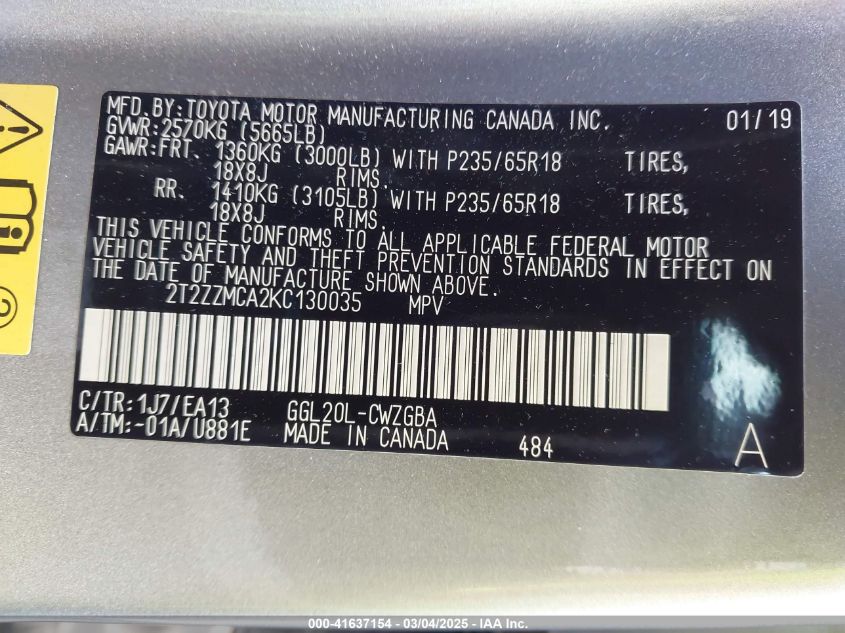 MFD.BY:TOYOTA MOTOR MANUFACTURING CANADA INC. 01/19
GVWR:2570KG (5665LB)
GAWR:FRT. 1360KG (3000LB) WITH P235/65R18 TIRES,
18X8J RIMS.
RR. 1410KG (3105LB) WITH P235/65R18 TIRES,
18X8J RIMS.
THIS VEHICLE CONFORMS TO ALL APPLICABLE FEDERAL MOTOR
VEHICLE SAFETY AND THEFT PREVENTION STANDARDS IN EFFECT ON
THE DATE OF MANUFACTURE SHOWN ABOVE.
2T2ZZMCA2KC130035 MPV
C/TR:1J7/EA13 GGL20L-CWZGBA
A/TM:-01A/U881E MADE IN CANADA 484 A
000-41637154 - 03/04/2025 - IAA Inc.